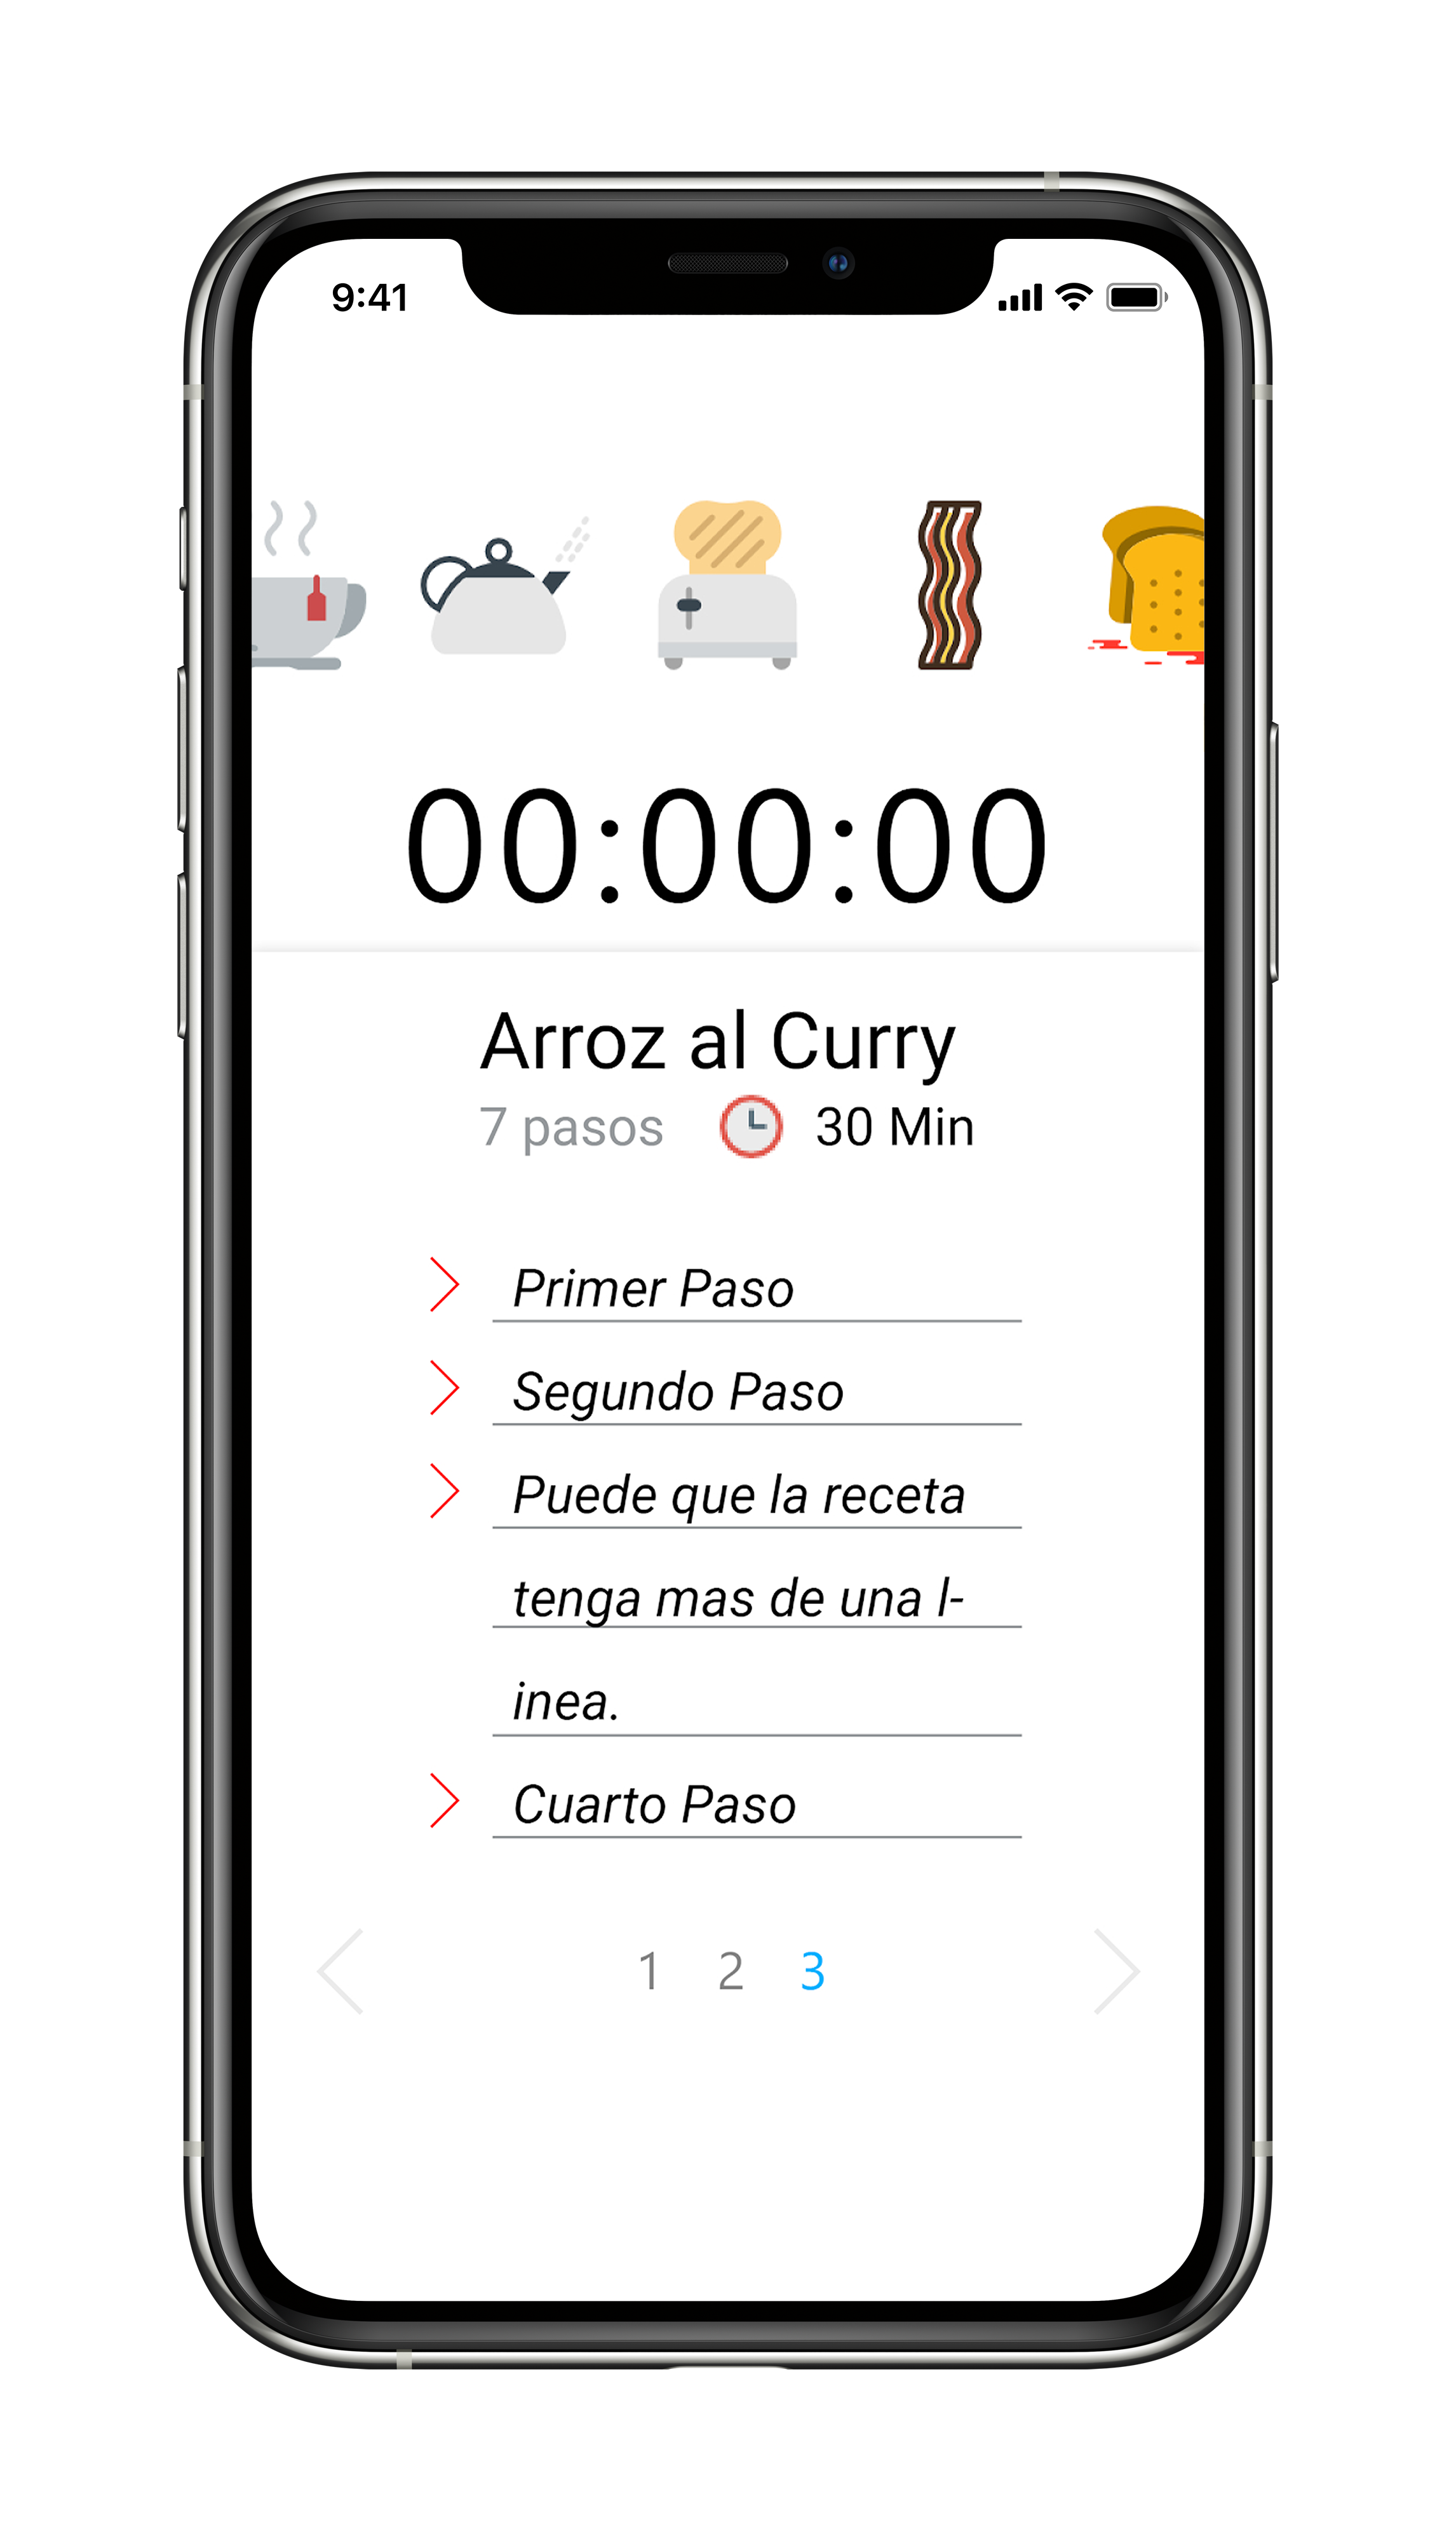 9:41
00:00:00
Arroz al Curry
7 pasos 30 Min
Primer Paso
Segundo Paso
Puede que la receta
tenga mas de una l-
inea.
Cuarto Paso
1 2 3